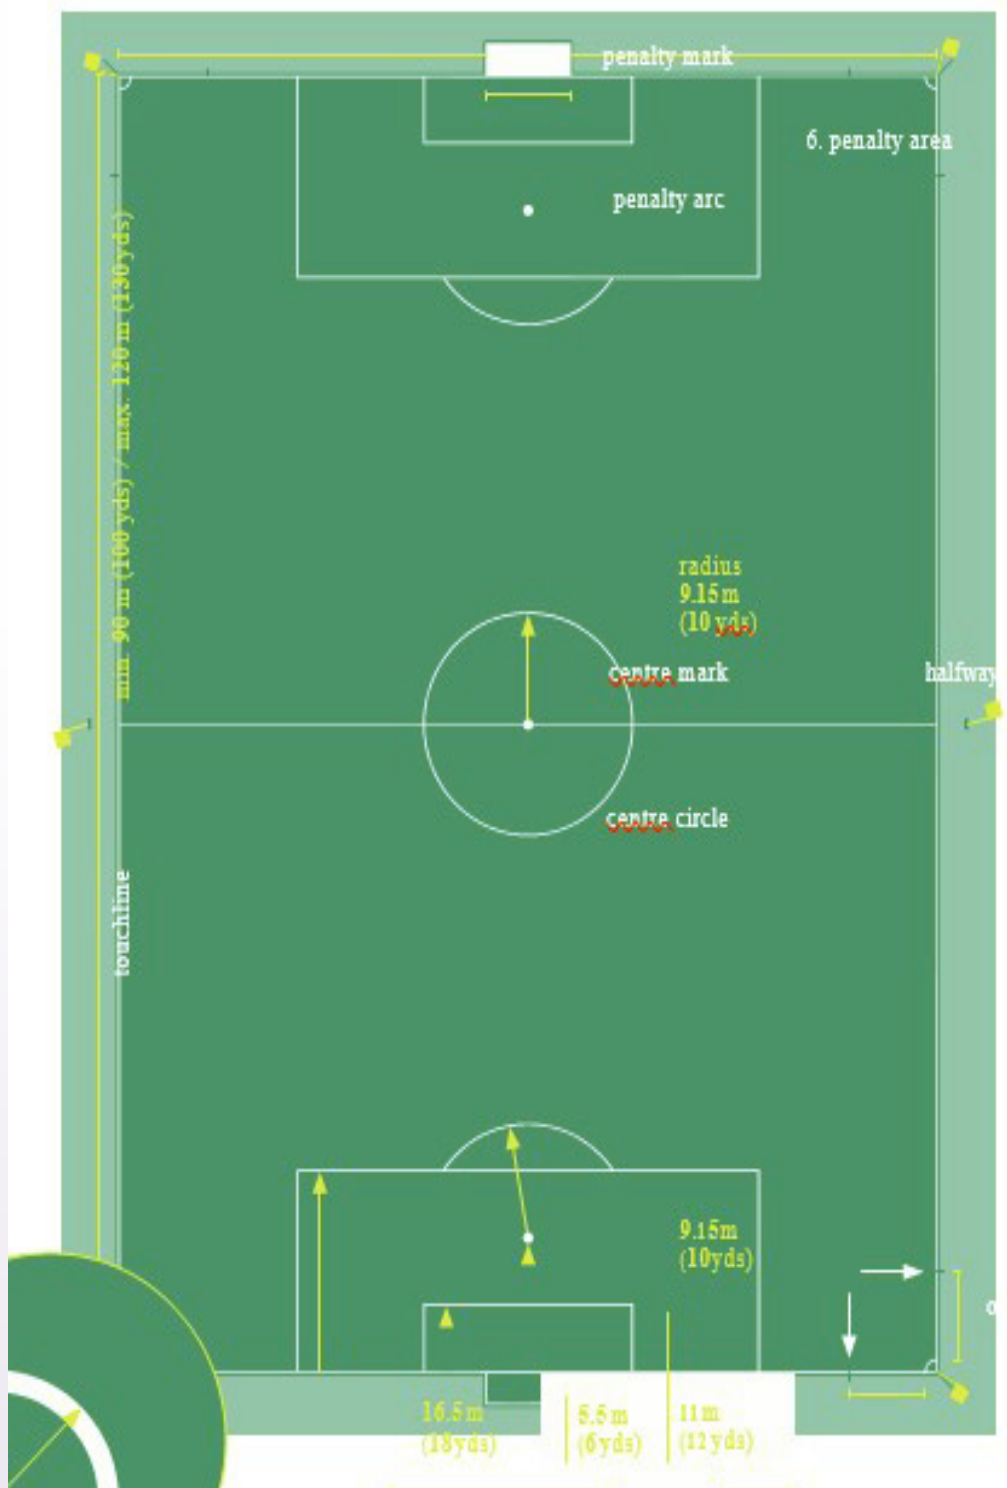 penalty mark
6. penalty area
penalty arc
min. 90 m (100 yds) / max. 120 m (130 yds)
radius
9.15 m
(10 yds)
centre mark
halfway
centre circle
touchline
9.15m
(10yds)
16.5 m
(18yds)
5.5 m
(6 yds)
11 m
(12 yds)